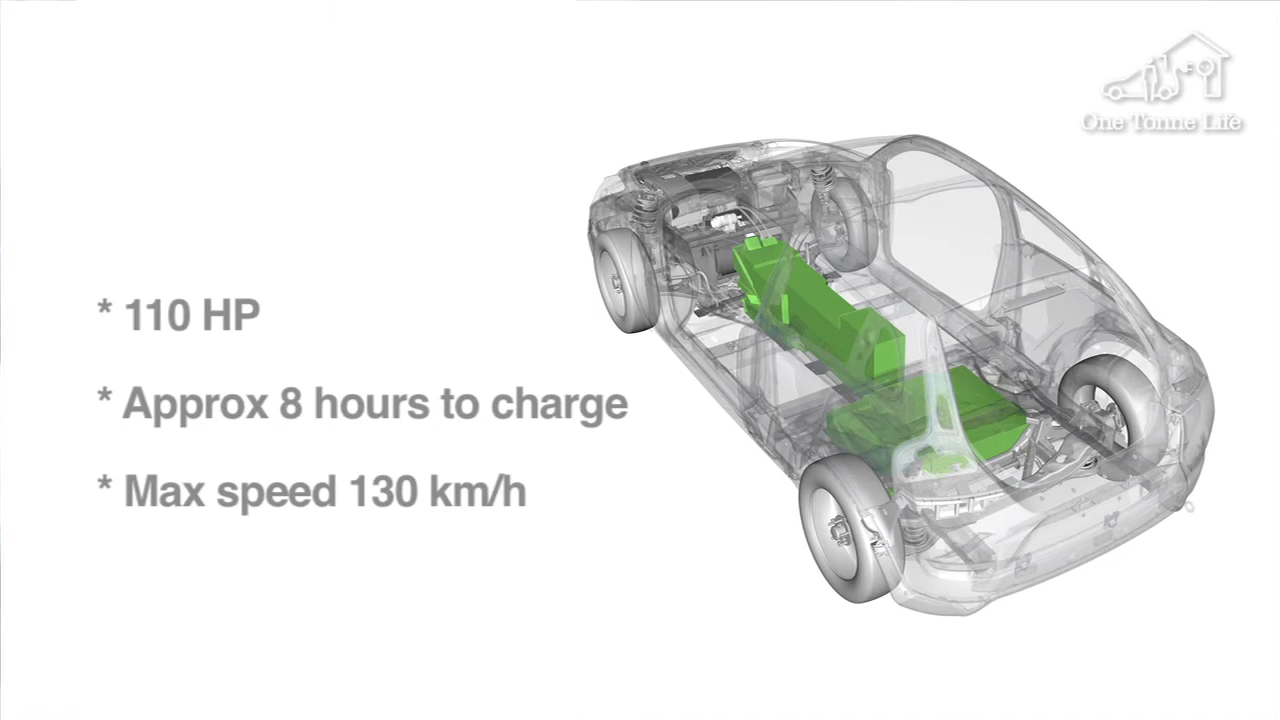 One Tonne Life
* 110 HP
* Approx 8 hours to charge
* Max speed 130 km/h